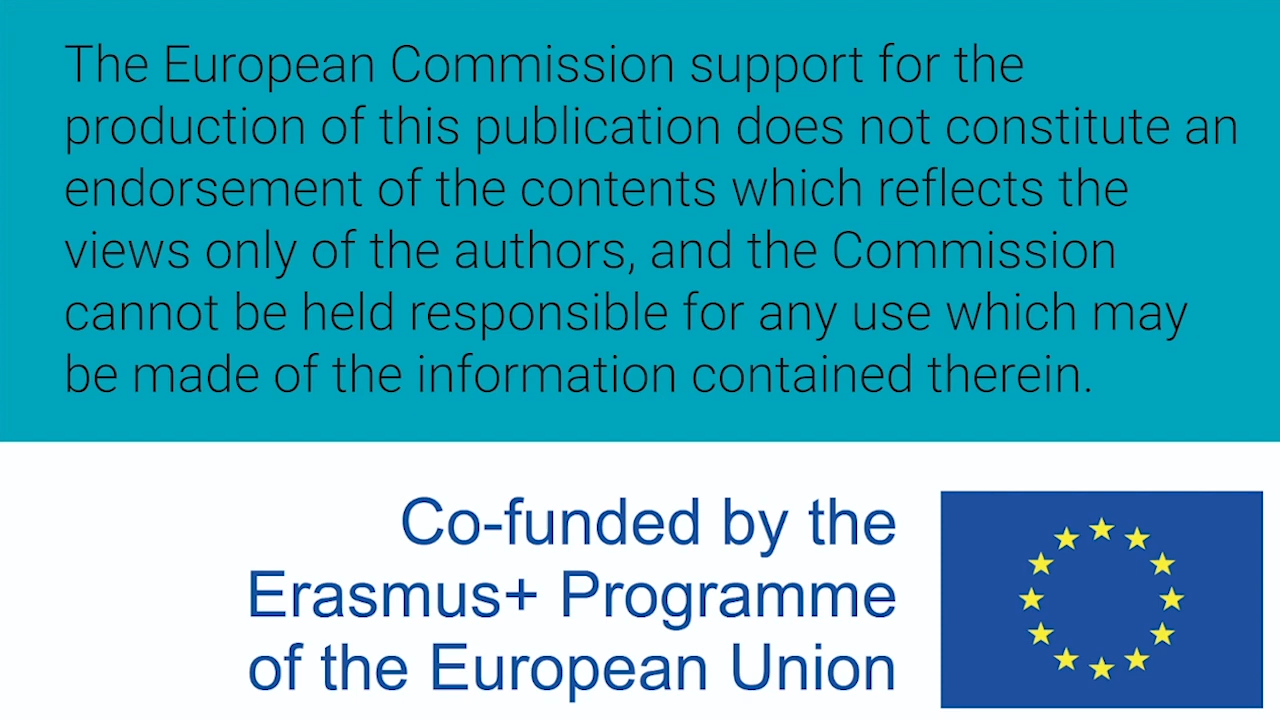 The European Commission support for the
production of this publication does not constitute an
endorsement of the contents which reflects the
views only of the authors, and the Commission
cannot be held responsible for any use which may
be made of the information contained therein.
Co-funded by the
Erasmus+ Programme
of the European Union